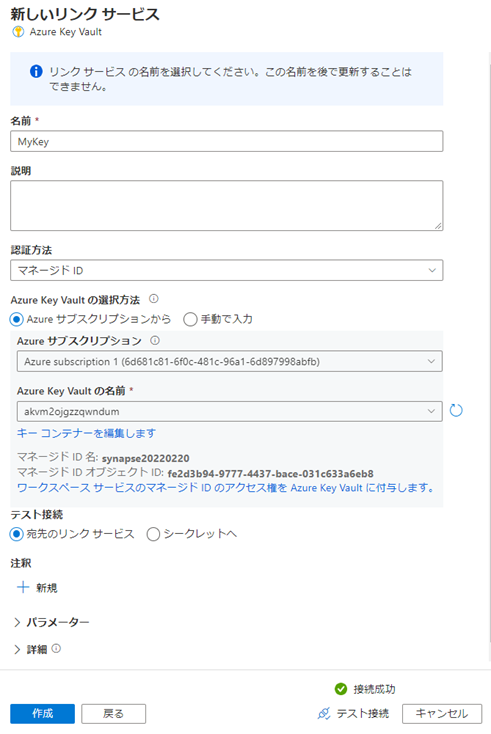 新しいリンク サービス
Azure Key Vault
リンク サービス の名前を選択してください。この名前を後で更新することは
できません。
名前 *
MyKey
説明
認証方法
マネージド ID
Azure Key Vault の選択方法
Azure サブスクリプションから
手動で入力
Azure サブスクリプション
Azure subscription 1 (6d681c81-6f0c-481c-96a1-6d897998abfb)
Azure Key Vault の名前 *
akvm2ojgzzqwndum
キー コンテナーを編集します
マネージド ID 名: synapse20220220
マネージド ID オブジェクト ID: fe2d3b94-9777-4437-bace-031c633a6eb8
ワークスペース サービスのマネージド ID のアクセス権を Azure Key Vault に付与します。
テスト接続
宛先のリンク サービス
シークレットへ
注釈
新規
パラメーター
詳細
接続成功
作成
戻る
テスト接続
キャンセル